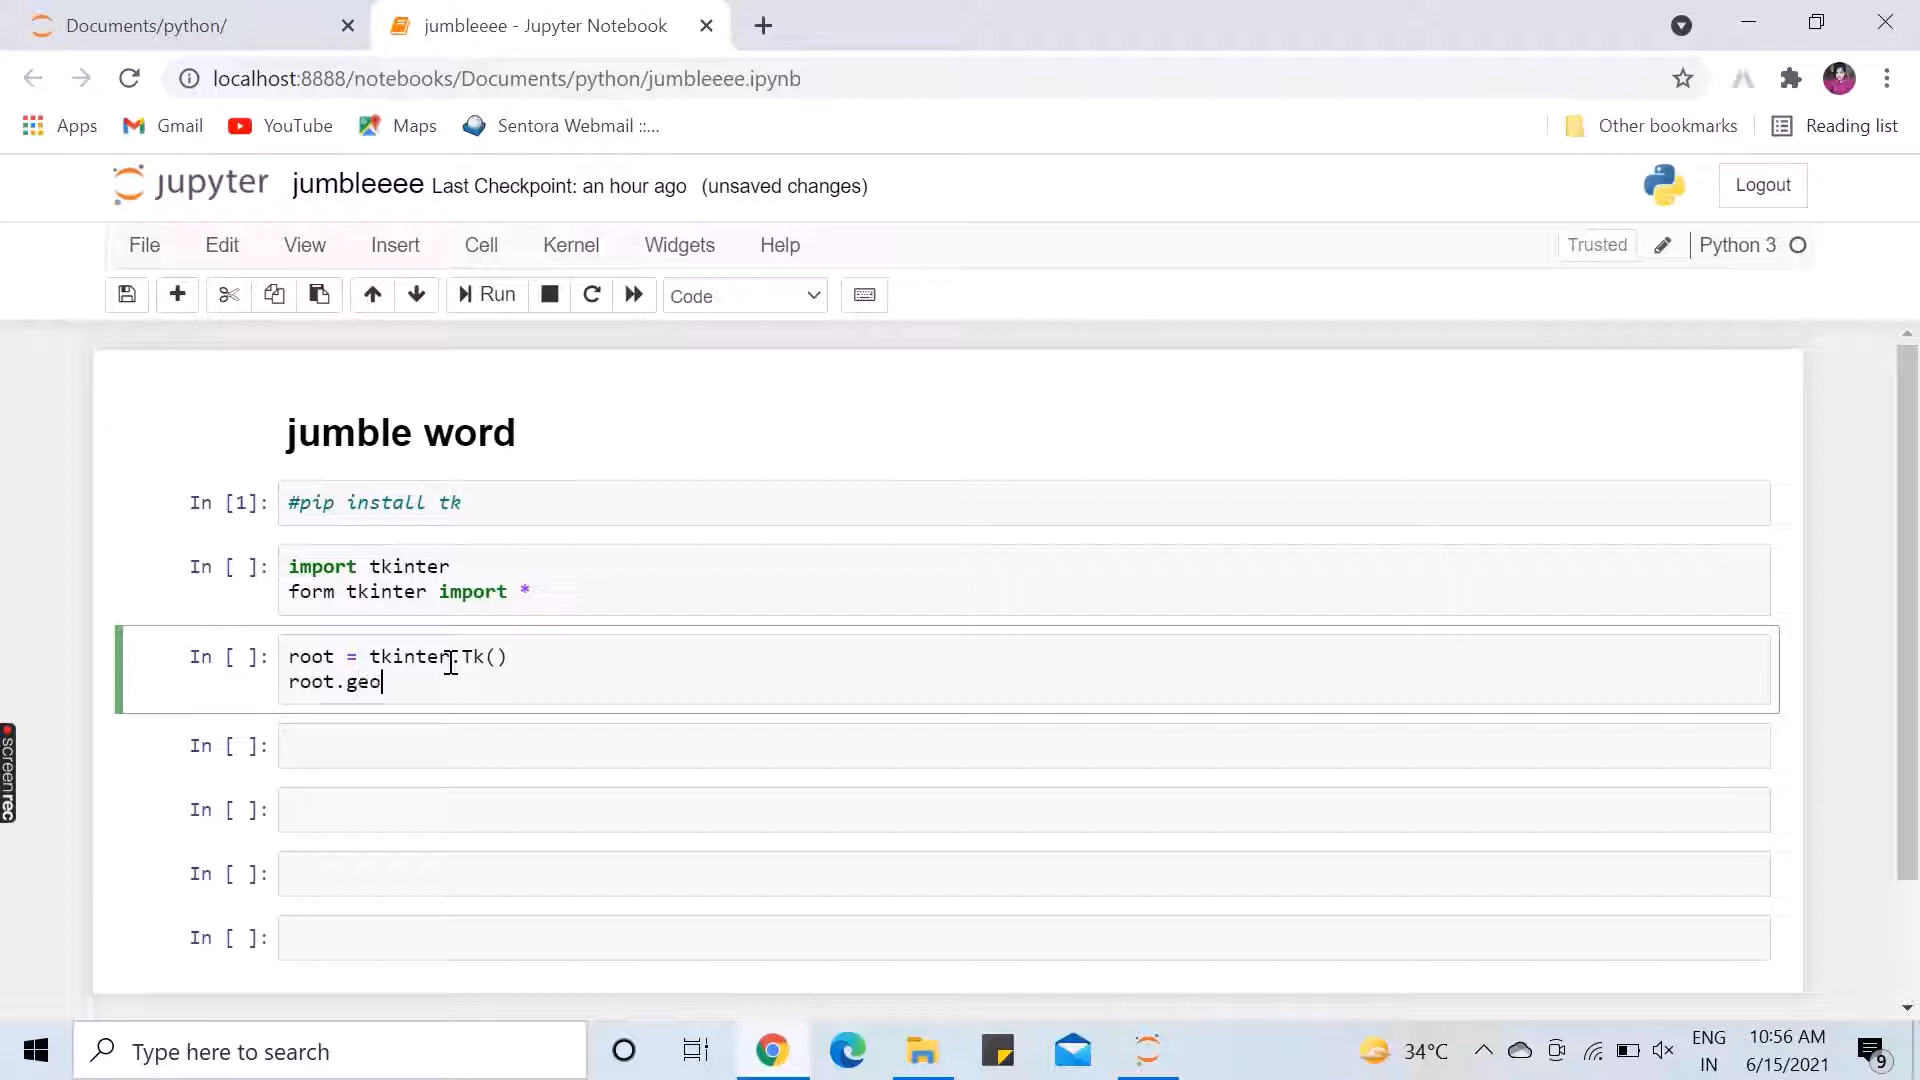 Documents/python/
jumbleeee - Jupyter Notebook
localhost:8888/notebooks/Documents/python/jumbleeee.ipynb
Apps
Gmail
YouTube
Maps
Sentora Webmail ::...
Other bookmarks
Reading list
jupyter
jumbleeee Last Checkpoint: an hour ago (unsaved changes)
Logout
File
Edit
View
Insert
Cell
Kernel
Widgets
Help
Trusted
Python 3
Run
Code
jumble word
In [1]: #pip install tk
In [ ]: import tkinter
form tkinter import *
In [ ]: root = tkinter.Tk()
root.geo
In [ ]:
In [ ]:
In [ ]:
In [ ]:
screenrec
Type here to search
34°C
ENG
IN
10:56 AM
6/15/2021
9